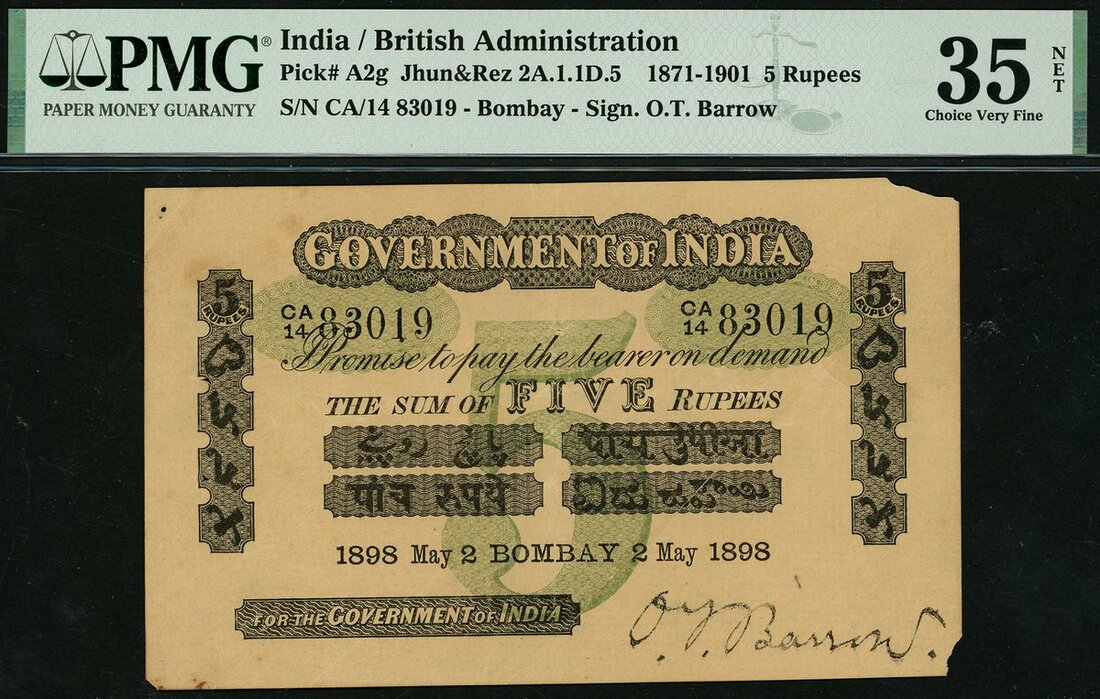 PMG® India / British Administration
PAPER MONEY GUARANTY
Pick# A2g Jhun&Rez 2A.1.1D.5 1871-1901 5 Rupees
S/N CA/14 83019 - Bombay - Sign. O.T. Barrow
35 NET
Choice Very Fine
GOVERNMENT OF INDIA
5 RUPEES
5 RUPEES
CA/14 83019 CA/14 83019
I Promise to pay the bearer on demand
THE SUM OF FIVE RUPEES
5
पांच रुपये
1898 May 2 BOMBAY 2 May 1898
FOR THE GOVERNMENT OF INDIA
O.T. Barrow.